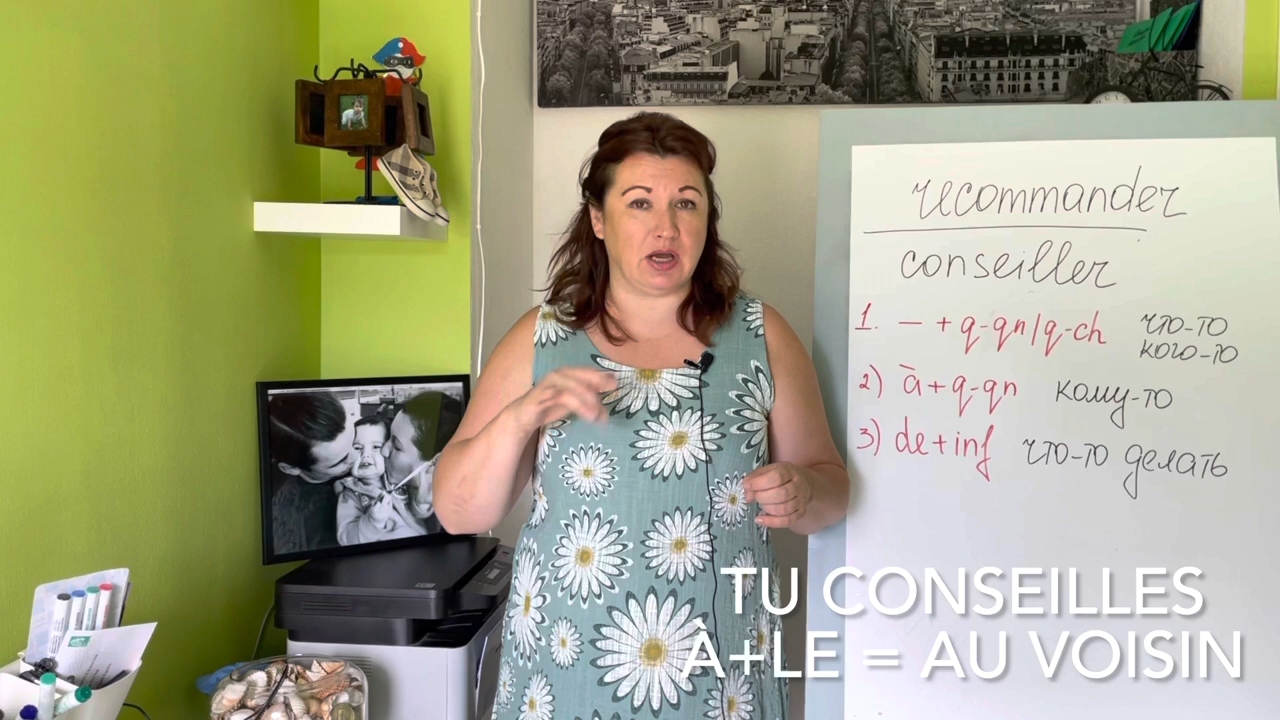 recommander
conseiller
1. — + q-qn/q-ch что-то
кого-то
2) à + q-qn кому-то
3) de + inf что-то делать
TU CONSEILLES
À+LE = AU VOISIN